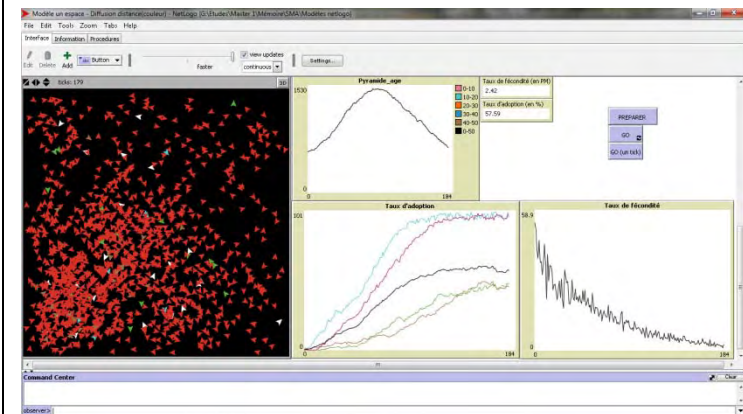 Modèle un espace - Diffusion distance(couleur) - NetLogo {G:\Etudes\Master 1\Mémoire\SMA\Modèles netlogo}
File Edit Tools Zoom Tabs Help
Interface Information Procedures
Edit Delete Add
Button
Faster
view updates
continuous
Settings...
ticks: 179
3D
Pyramide_age
1530
0
0
184
0-10
10-20
20-30
30-40
40-50
0-50
Taux de fécondité (en PM)
2.42
Taux d'adoption (en %)
57.59
PREPARER
GO
GO (un tick)
Taux d'adoption
101
0
0
184
Taux de fécondité
59.9
0
0
184
Command Center
Clear
observer>